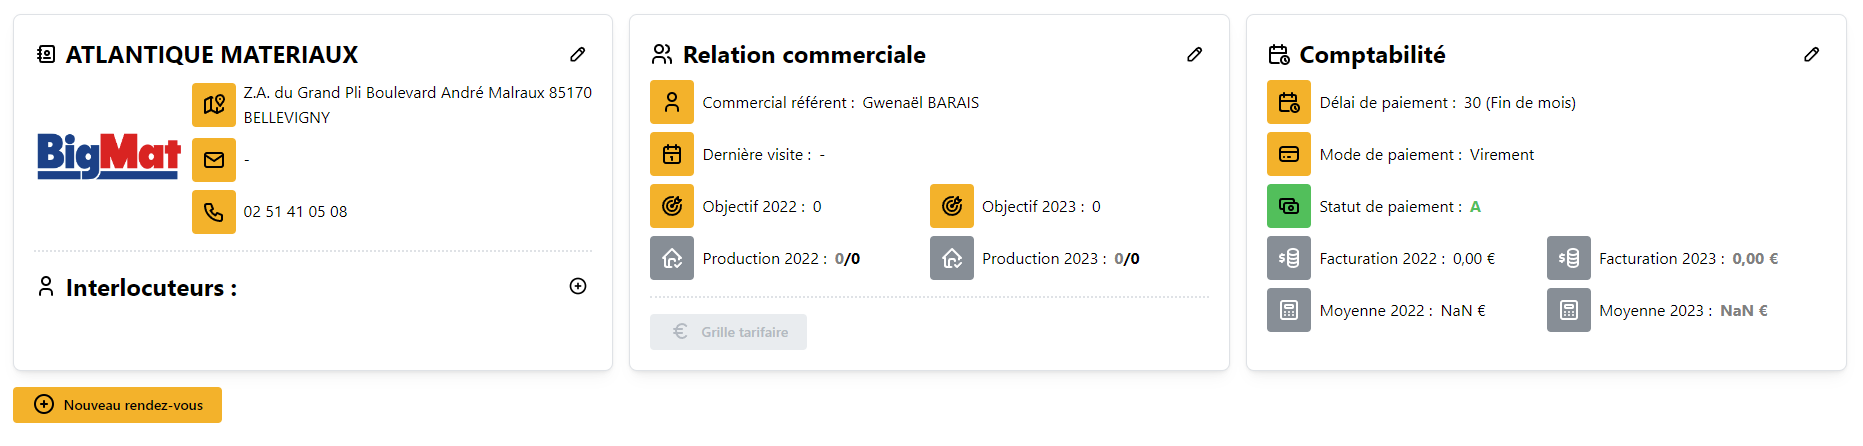 ATLANTIQUE MATERIAUX
BigMat
Z.A. du Grand Pli Boulevard André Malraux 85170
BELLEVIGNY
-
02 51 41 05 08
Interlocuteurs :
Relation commerciale
Commercial référent : Gwenaël BARAIS
Dernière visite : -
Objectif 2022 : 0
Objectif 2023 : 0
Production 2022 : 0/0
Production 2023 : 0/0
€ Grille tarifaire
Comptabilité
Délai de paiement : 30 (Fin de mois)
Mode de paiement : Virement
Statut de paiement : A
Facturation 2022 : 0,00 €
Facturation 2023 : 0,00 €
Moyenne 2022 : NaN €
Moyenne 2023 : NaN €
Nouveau rendez-vous